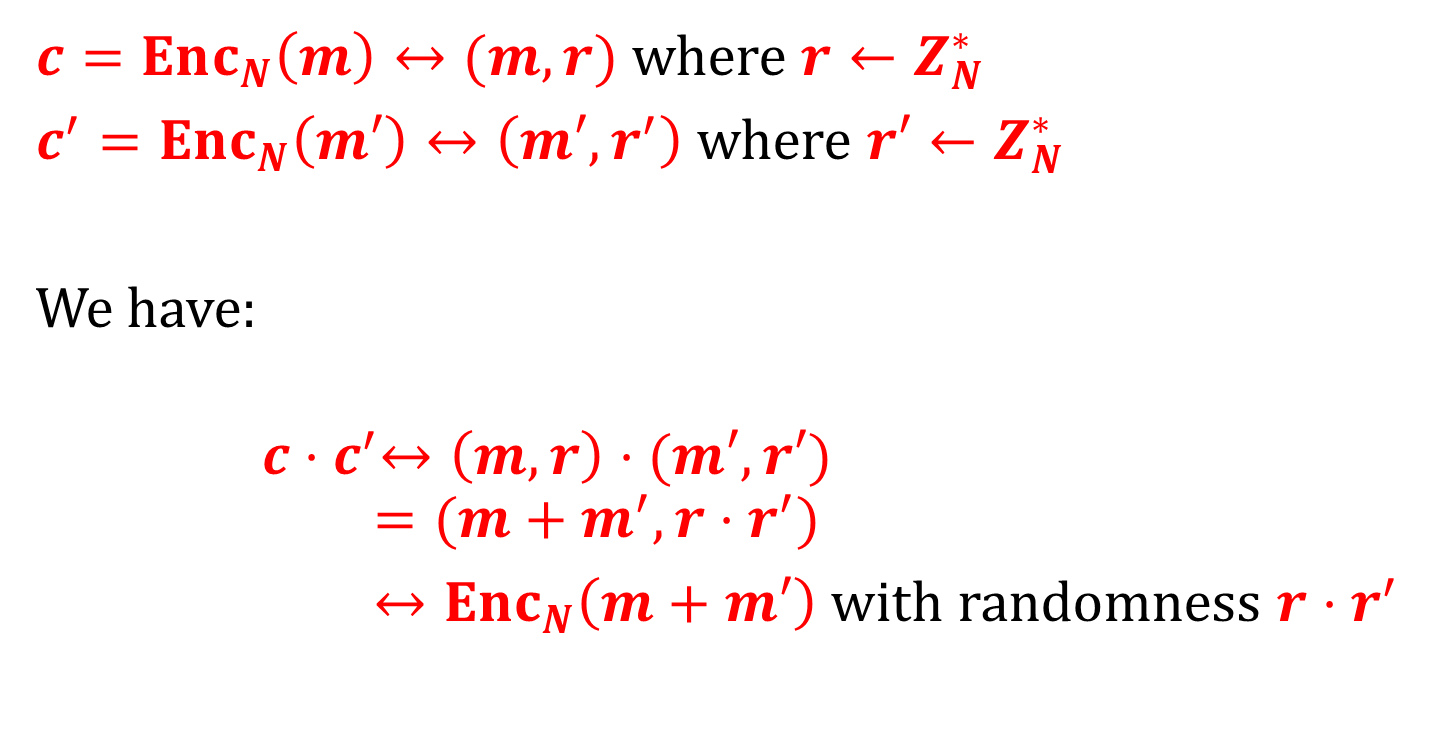 c = Enc_N(m) ↔ (m, r) where r ← Z_N^*
c′ = Enc_N(m′) ↔ (m′, r′) where r′ ← Z_N^*
We have:
c · c′ ↔ (m, r) · (m′, r′)
= (m + m′, r · r′)
↔ Enc_N(m + m′) with randomness r · r′